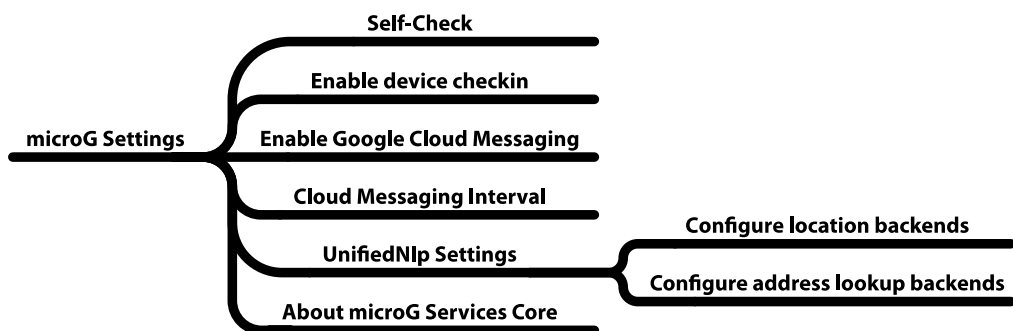 Self-Check
Enable device checkin
microG Settings
Enable Google Cloud Messaging
Cloud Messaging Interval
Configure location backends
UnifiedNlp Settings
Configure address lookup backends
About microG Services Core